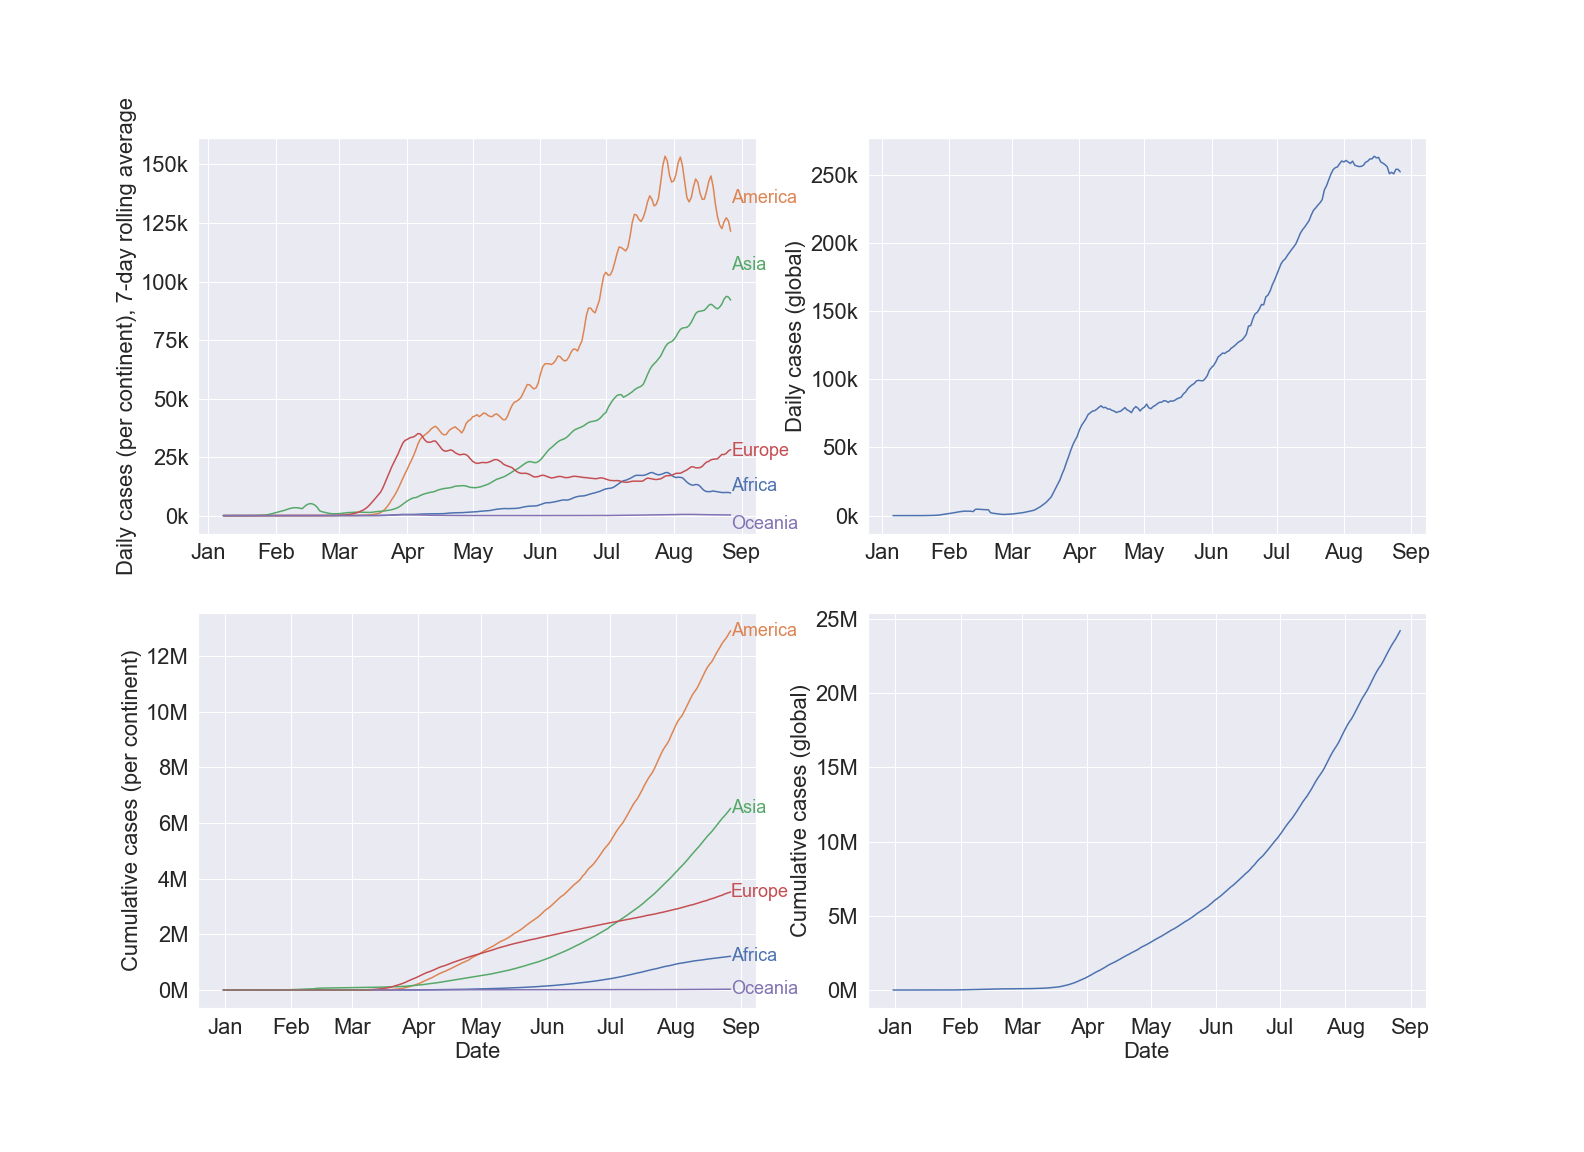 Daily cases (per continent), 7-day rolling average
150k
125k
100k
75k
50k
25k
0k
America
Asia
Europe
Africa
Oceania
Jan Feb Mar Apr May Jun Jul Aug Sep
Daily cases (global)
250k
200k
150k
100k
50k
0k
Jan Feb Mar Apr May Jun Jul Aug Sep
Cumulative cases (per continent)
12M
10M
8M
6M
4M
2M
0M
America
Asia
Europe
Africa
Oceania
Jan Feb Mar Apr May Jun Jul Aug Sep
Date
Cumulative cases (global)
25M
20M
15M
10M
5M
0M
Jan Feb Mar Apr May Jun Jul Aug Sep
Date